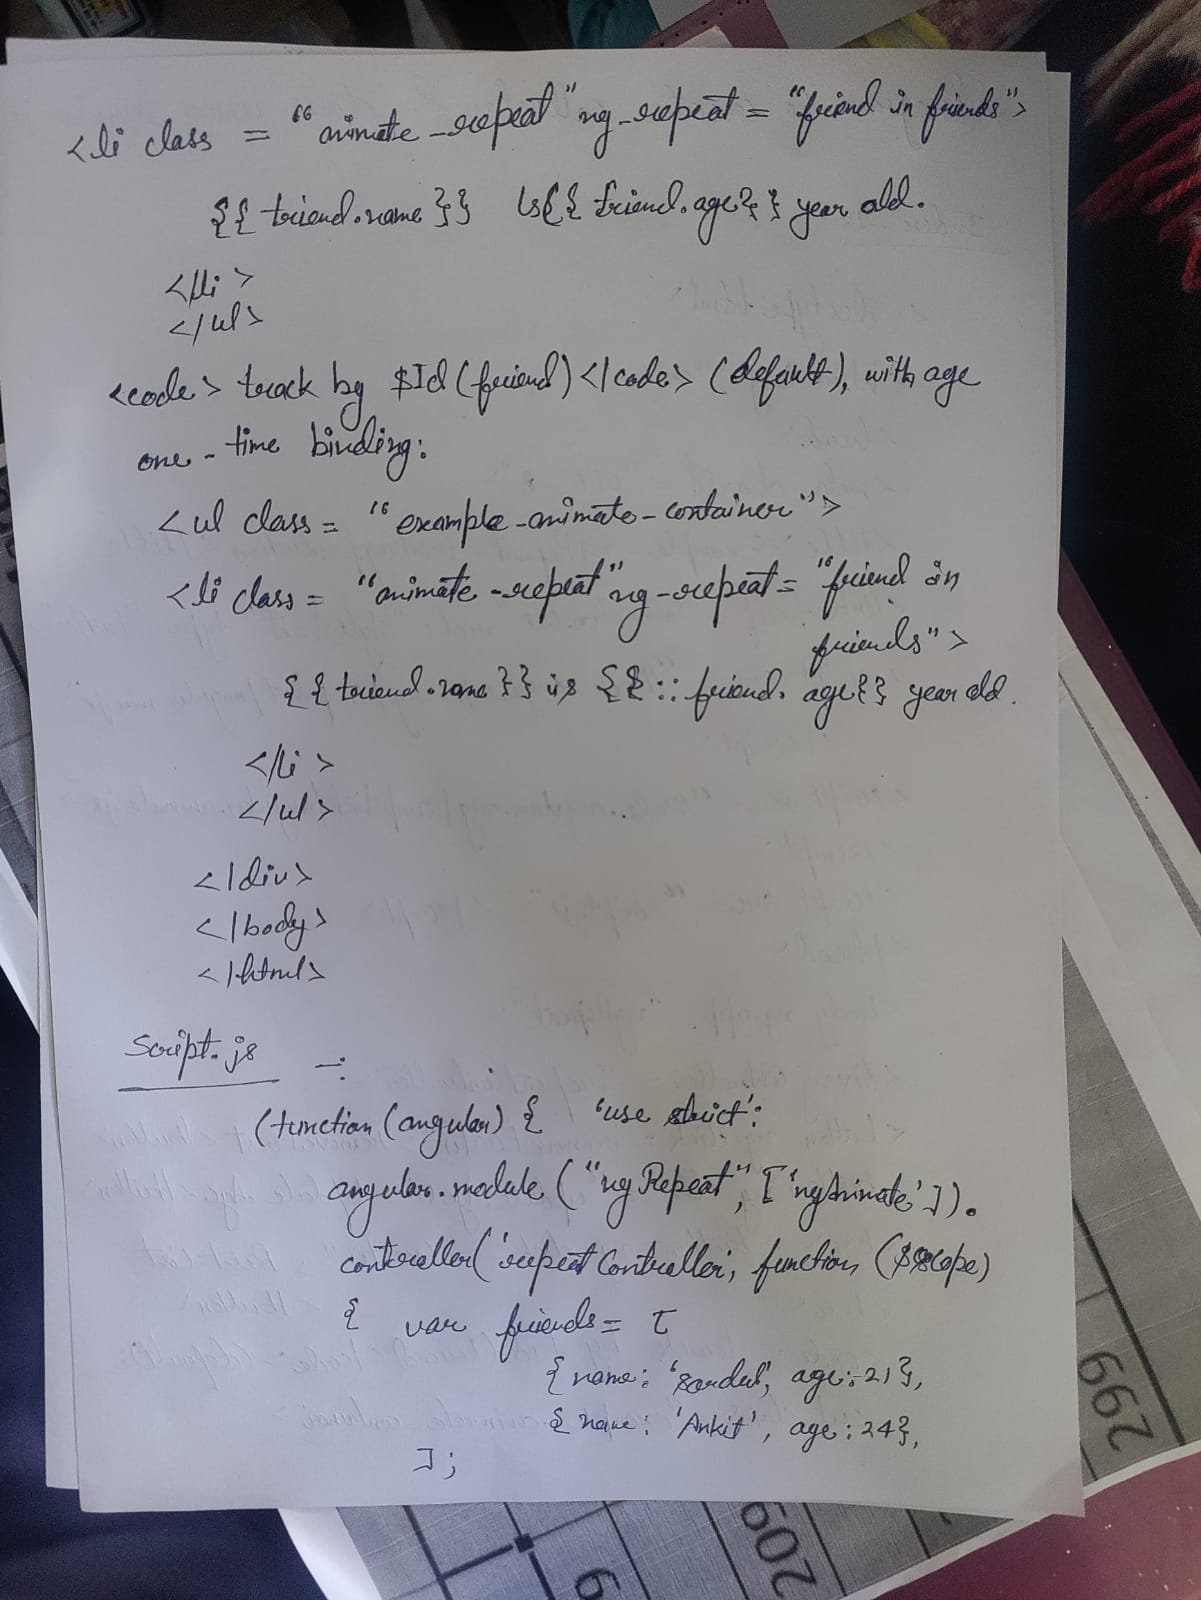 <li class = "animate-repeat" ng-repeat = "friend in friends">
{{ friend.name }} is {{ friend.age }} year old.
</li>
</ul>
<code> track by $Id (friend) </code> (default), with age
one-time binding:
<ul class = "example-animate-container">
<li class = "animate-repeat" ng-repeat = "friend in
friends">
{{ friend.name }} is {{ :: friend.age }} year old.
</li>
</ul>
</div>
</body>
</html>
Script.js -:
(function (angular) { 'use strict':
angular.module ("ngRepeat", ['ngAnimate']).
controller('repeatController', function ($scope)
{ var friends = [
{ name: 'sardul', age: 21},
{ name: 'Ankit', age: 24},
];
299
209